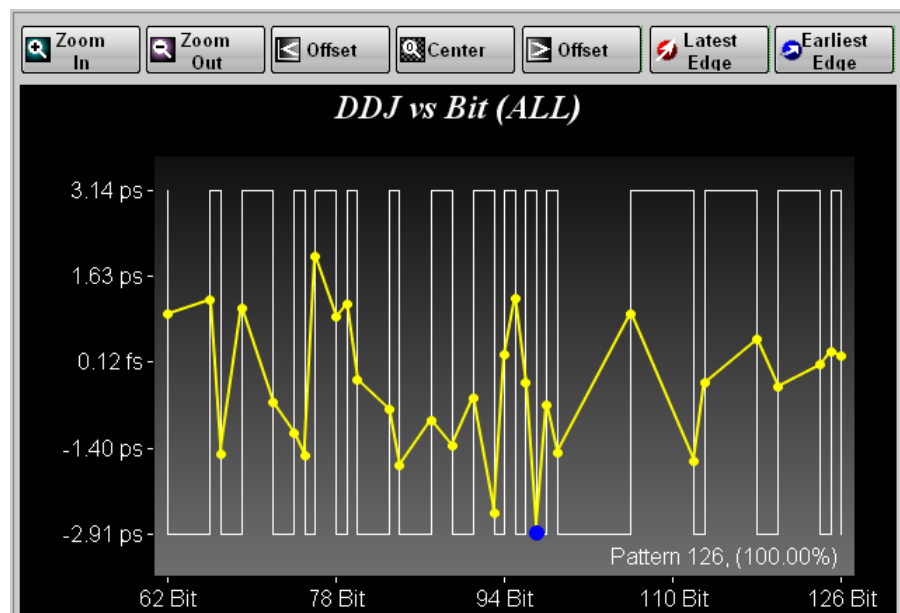 Zoom In
Zoom Out
Offset
Center
Offset
Latest Edge
Earliest Edge
DDJ vs Bit (ALL)
3.14 ps
1.63 ps
0.12 fs
-1.40 ps
-2.91 ps
Pattern 126, (100.00%)
62 Bit
78 Bit
94 Bit
110 Bit
126 Bit